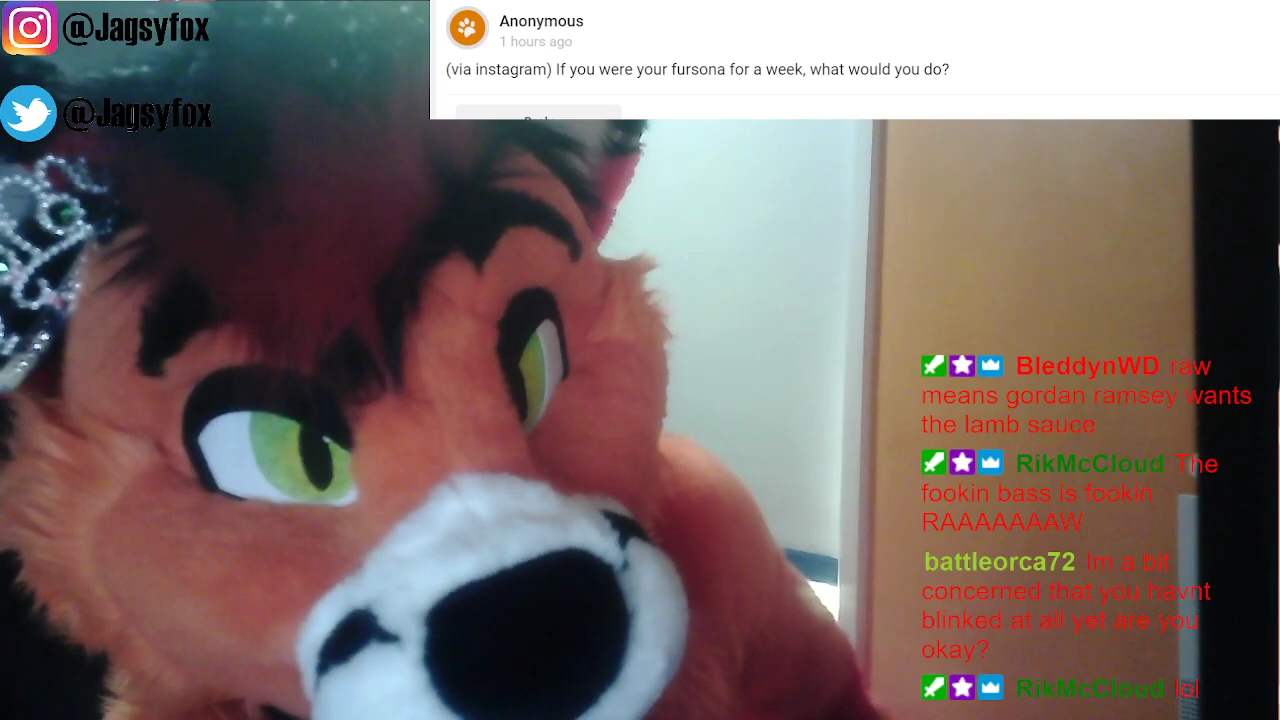 @Jagsyfox
@Jagsyfox
Anonymous
1 hours ago
(via instagram) If you were your fursona for a week, what would you do?
BleddynWD raw
means gordan ramsey wants
the lamb sauce
RikMcCloud The
fookin bass is fookin
RAAAAAAAW
battleorca72 Im a bit
concerned that you havnt
blinked at all yet are you
okay?
RikMcCloud lol